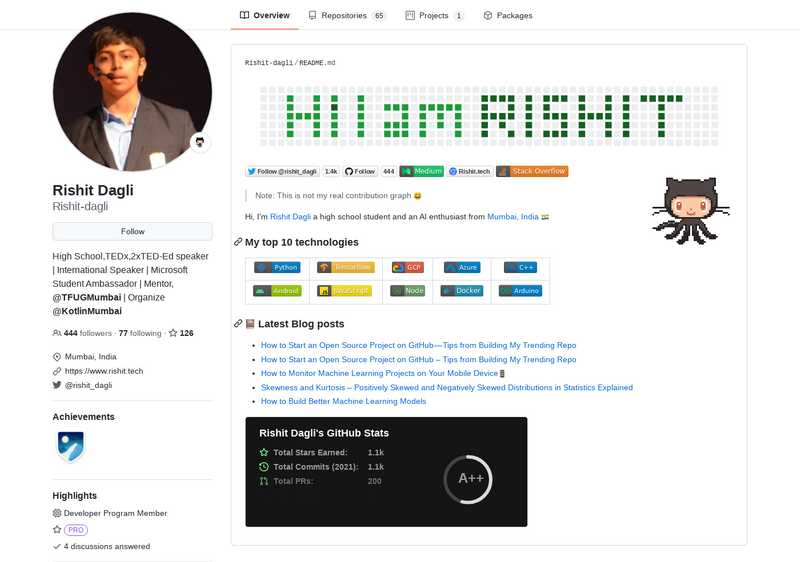 Overview
Repositories 65
Projects 1
Packages
Rishit Dagli
Rishit-dagli
Follow
High School,TEDx,2xTED-Ed speaker
| International Speaker | Microsoft
Student Ambassador | Mentor,
@TFUGMumbai | Organize
@KotlinMumbai
444 followers · 77 following · 126
Mumbai, India
https://www.rishit.tech
@rishit_dagli
Achievements
Highlights
Developer Program Member
PRO
4 discussions answered
Rishit-dagli / README.md
HI I am RISHIT
Follow @rishit_dagli 1.4k Follow 444 Medium Rishit.tech Stack Overflow
Note: This is not my real contribution graph 😄
Hi, I'm Rishit Dagli a high school student and an AI enthusiast from Mumbai, India 🇮🇳
My top 10 technologies
Python Tensorflow GCP Azure C++
Android JavaScript Node Docker Arduino
📕 Latest Blog posts
How to Start an Open Source Project on GitHub — Tips from Building My Trending Repo
How to Start an Open Source Project on GitHub – Tips from Building My Trending Repo
How to Monitor Machine Learning Projects on Your Mobile Device📱
Skewness and Kurtosis – Positively Skewed and Negatively Skewed Distributions in Statistics Explained
How to Build Better Machine Learning Models
Rishit Dagli's GitHub Stats
Total Stars Earned: 1.1k
Total Commits (2021): 1.1k
Total PRs: 200
A++